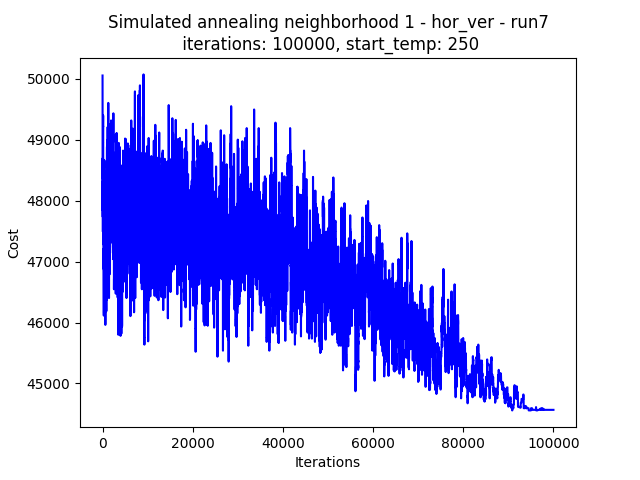 Simulated annealing neighborhood 1 - hor_ver - run7
iterations: 100000, start_temp: 250
50000
49000
48000
47000
46000
45000
Cost
0 20000 40000 60000 80000 100000
Iterations